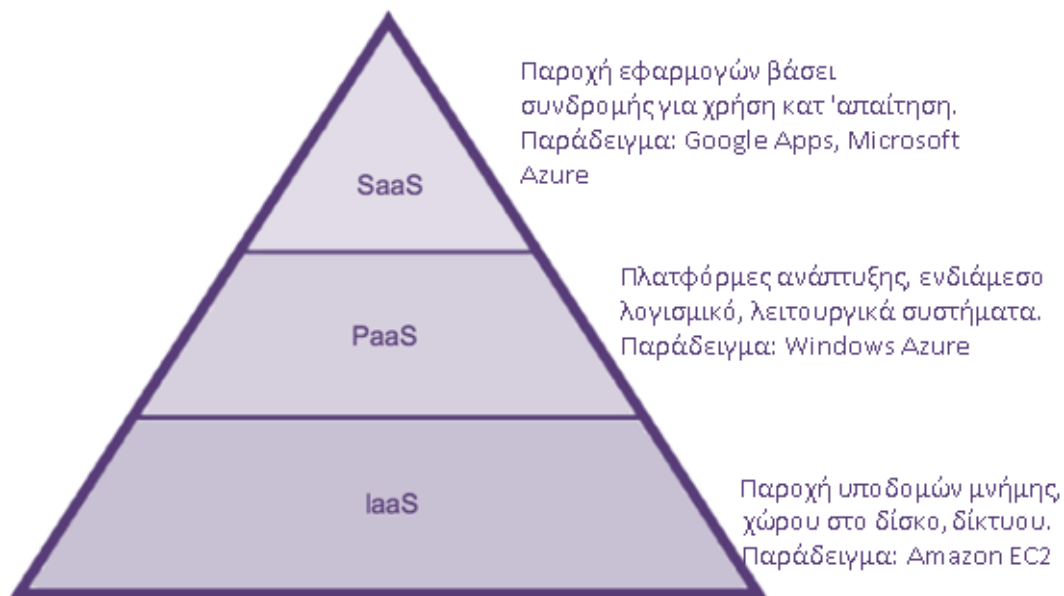 Παροχή εφαρμογών βάσει
συνδρομής για χρήση κατ 'απαίτηση.
Παράδειγμα: Google Apps, Microsoft
Azure
SaaS
Πλατφόρμες ανάπτυξης, ενδιάμεσο
λογισμικό, λειτουργικά συστήματα.
Παράδειγμα: Windows Azure
PaaS
Παροχή υποδομών μνήμης,
χώρου στο δίσκο, δίκτυου.
Παράδειγμα: Amazon EC2
IaaS